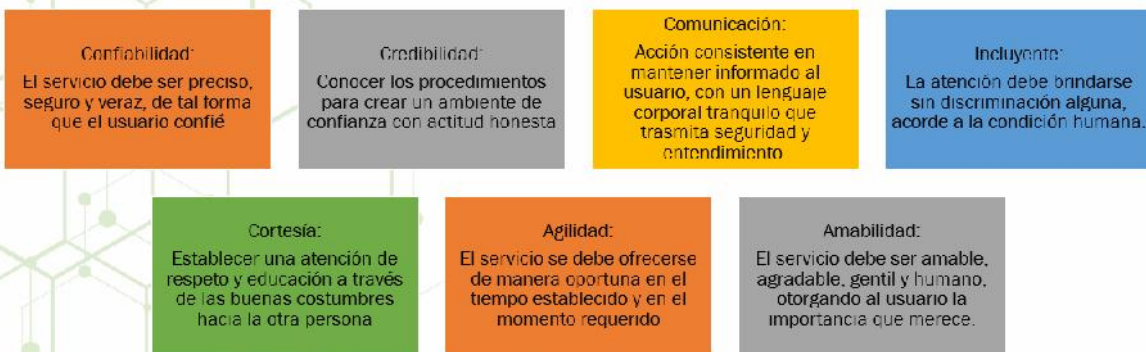 Confiabilidad:
El servicio debe ser preciso,
seguro y veraz, de tal forma
que el usuario confié
Credibilidad:
Conocer los procedimientos
para crear un ambiente de
confianza con actitud honesta
Comunicación:
Acción consistente en
mantener informado al
usuario, con un lenguaje
corporal tranquilo que
trasmita seguridad y
entendimiento
Incluyente:
La atención debe brindarse
sin discriminación alguna,
acorde a la condición humana.
Cortesía:
Establecer una atención de
respeto y educación a través
de las buenas costumbres
hacia la otra persona
Agilidad:
El servicio se debe ofrecerse
de manera oportuna en el
tiempo establecido y en el
momento requerido
Amabilidad:
El servicio debe ser amable,
agradable, gentil y humano,
otorgando al usuario la
importancia que merece.